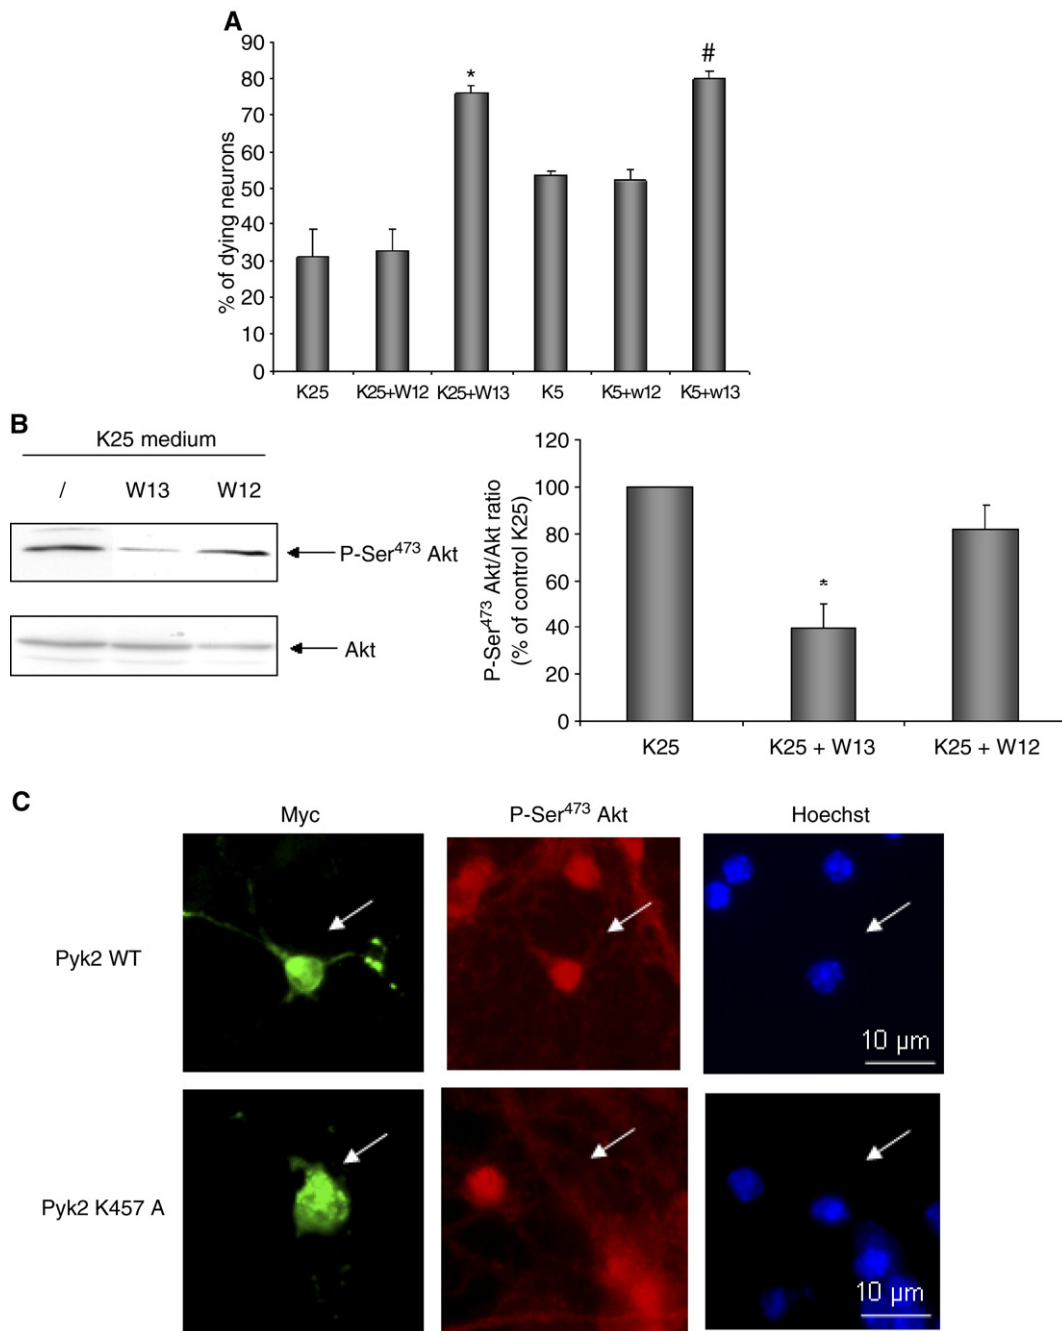 A
% of dying neurons
90
80
70
60
50
40
30
20
10
0
*
#
K25
K25+W12
K25+W13
K5
K5+w12
K5+w13
B
K25 medium
/ W13 W12
P-Ser473 Akt
Akt
P-Ser473 Akt/Akt ratio
(% of control K25)
120
100
80
60
40
20
0
*
K25
K25 + W13
K25 + W12
C
Myc
P-Ser473 Akt
Hoechst
Pyk2 WT
10 µm
Pyk2 K457 A
10 µm